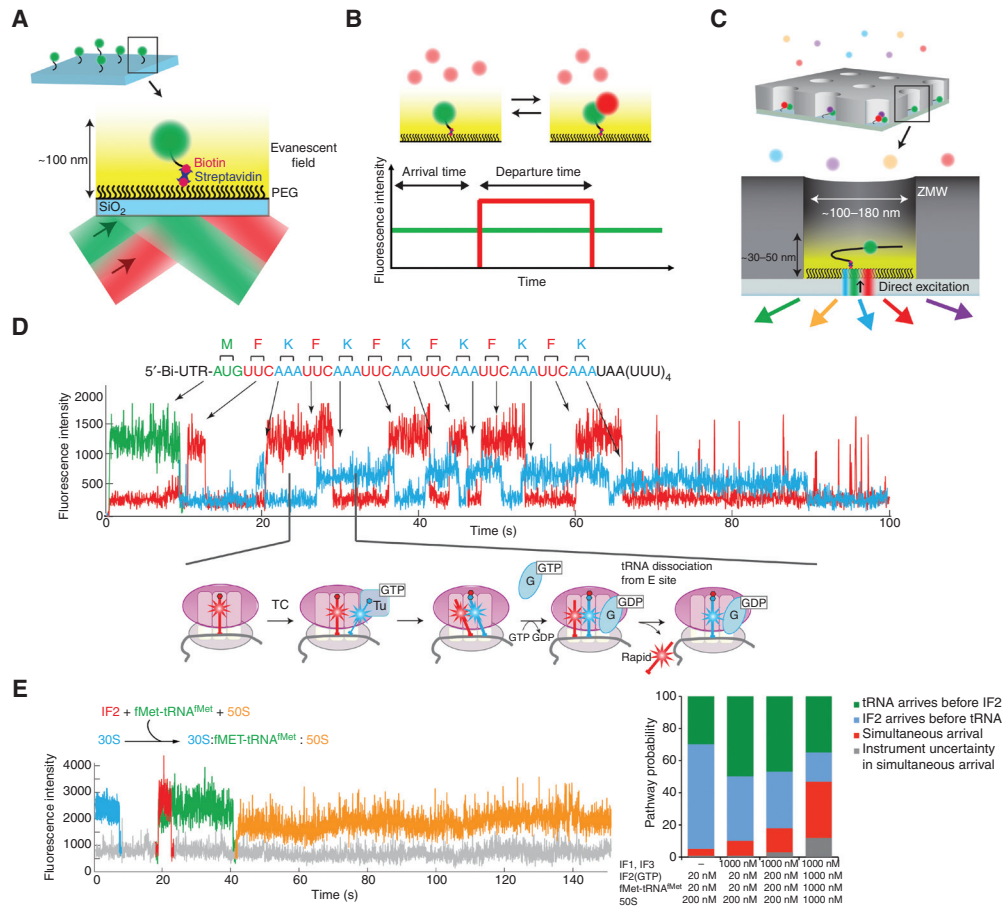 A
~100 nm
Evanescent
field
Biotin
Streptavidin
PEG
SiO2
B
Arrival time
Departure time
Fluorescence intensity
Time
C
ZMW
~100–180 nm
~30–50 nm
Direct excitation
D
M F K F K F K F K F K F K
5′-Bi-UTR-AUGUUCAAAUUCAAAUUCAAAUUCAAAUUCAAAUUCAAAUAA(UUU)4
Fluorescence intensity
2000
1500
1000
500
0
0 20 40 60 80 100
Time (s)
TC
GTP
Tu
GTP GDP
G
GTP
tRNA dissociation
from E site
GDP
G
Rapid
GDP
G
E
IF2 + fMet-tRNAfMet + 50S
30S
30S:fMET-tRNAfMet : 50S
Fluorescence intensity
4000
3000
2000
1000
0
0 20 40 60 80 100 120 140
Time (s)
Pathway probability
100
80
60
40
20
0
tRNA arrives before IF2
IF2 arrives before tRNA
Simultaneous arrival
Instrument uncertainty
in simultaneous arrival
IF1, IF3 – 1000 nM 1000 nM 1000 nM
IF2(GTP) 20 nM 20 nM 200 nM 1000 nM
fMet-tRNAfMet 20 nM 20 nM 200 nM 1000 nM
50S 200 nM 200 nM 200 nM 1000 nM